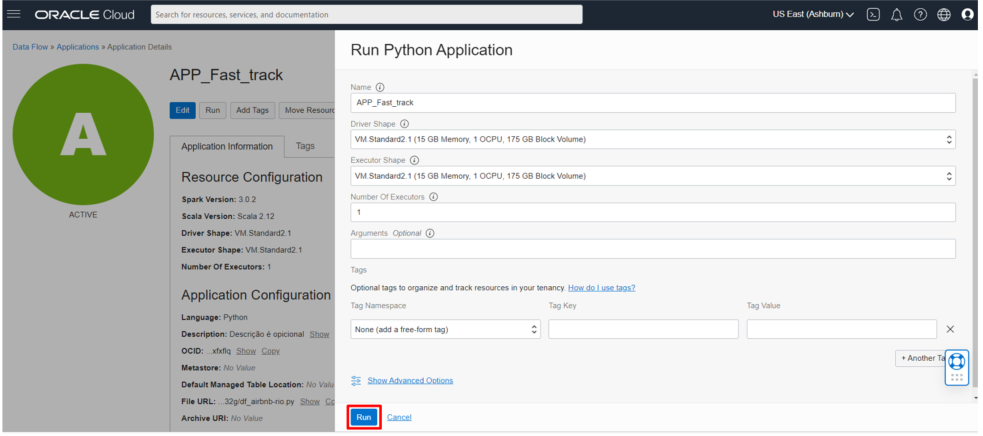 ORACLE Cloud
Search for resources, services, and documentation
US East (Ashburn)
Data Flow » Applications » Application Details
A
ACTIVE
APP_Fast_track
Edit Run Add Tags Move Resourc
Application Information Tags
Resource Configuration
Spark Version: 3.0.2
Scala Version: Scala 2.12
Driver Shape: VM.Standard2.1
Executor Shape: VM.Standard2.1
Number Of Executors: 1
Application Configuration
Language: Python
Description: Descrição é opicional Show
OCID: ...xfxflq Show Copy
Metastore: No Value
Default Managed Table Location: No Valu
File URL: ...32g/df_airbnb-rio.py Show Co
Archive URI: No Value
Run Python Application
Name
APP_Fast_track
Driver Shape
VM.Standard2.1 (15 GB Memory, 1 OCPU, 175 GB Block Volume)
Executor Shape
VM.Standard2.1 (15 GB Memory, 1 OCPU, 175 GB Block Volume)
Number Of Executors
1
Arguments Optional
Tags
Optional tags to organize and track resources in your tenancy. How do I use tags?
Tag Namespace Tag Key Tag Value
None (add a free-form tag)
+ Another Ta
Show Advanced Options
Run Cancel